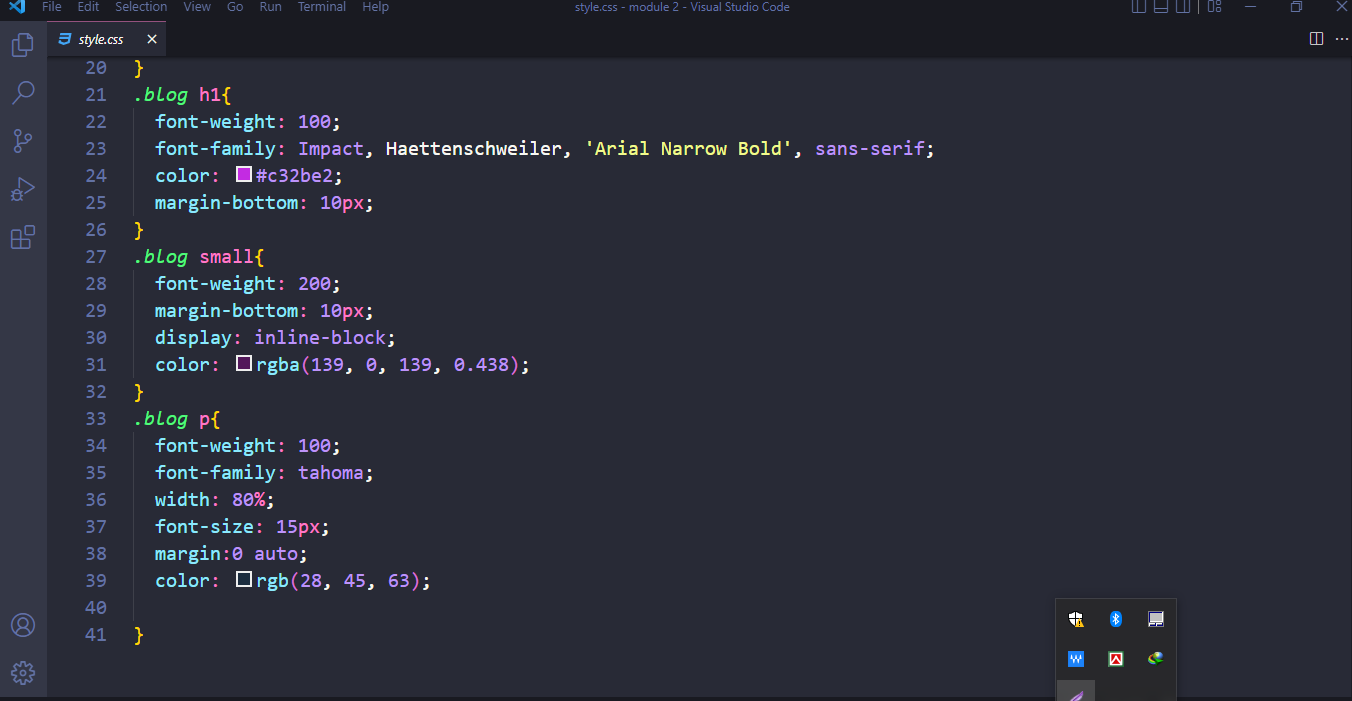 File Edit Selection View Go Run Terminal Help style.css - module 2 - Visual Studio Code
style.css
20 }
21 .blog h1{
22 font-weight: 100;
23 font-family: Impact, Haettenschweiler, 'Arial Narrow Bold', sans-serif;
24 color: #c32be2;
25 margin-bottom: 10px;
26 }
27 .blog small{
28 font-weight: 200;
29 margin-bottom: 10px;
30 display: inline-block;
31 color: rgba(139, 0, 139, 0.438);
32 }
33 .blog p{
34 font-weight: 100;
35 font-family: tahoma;
36 width: 80%;
37 font-size: 15px;
38 margin:0 auto;
39 color: rgb(28, 45, 63);
40
41 }